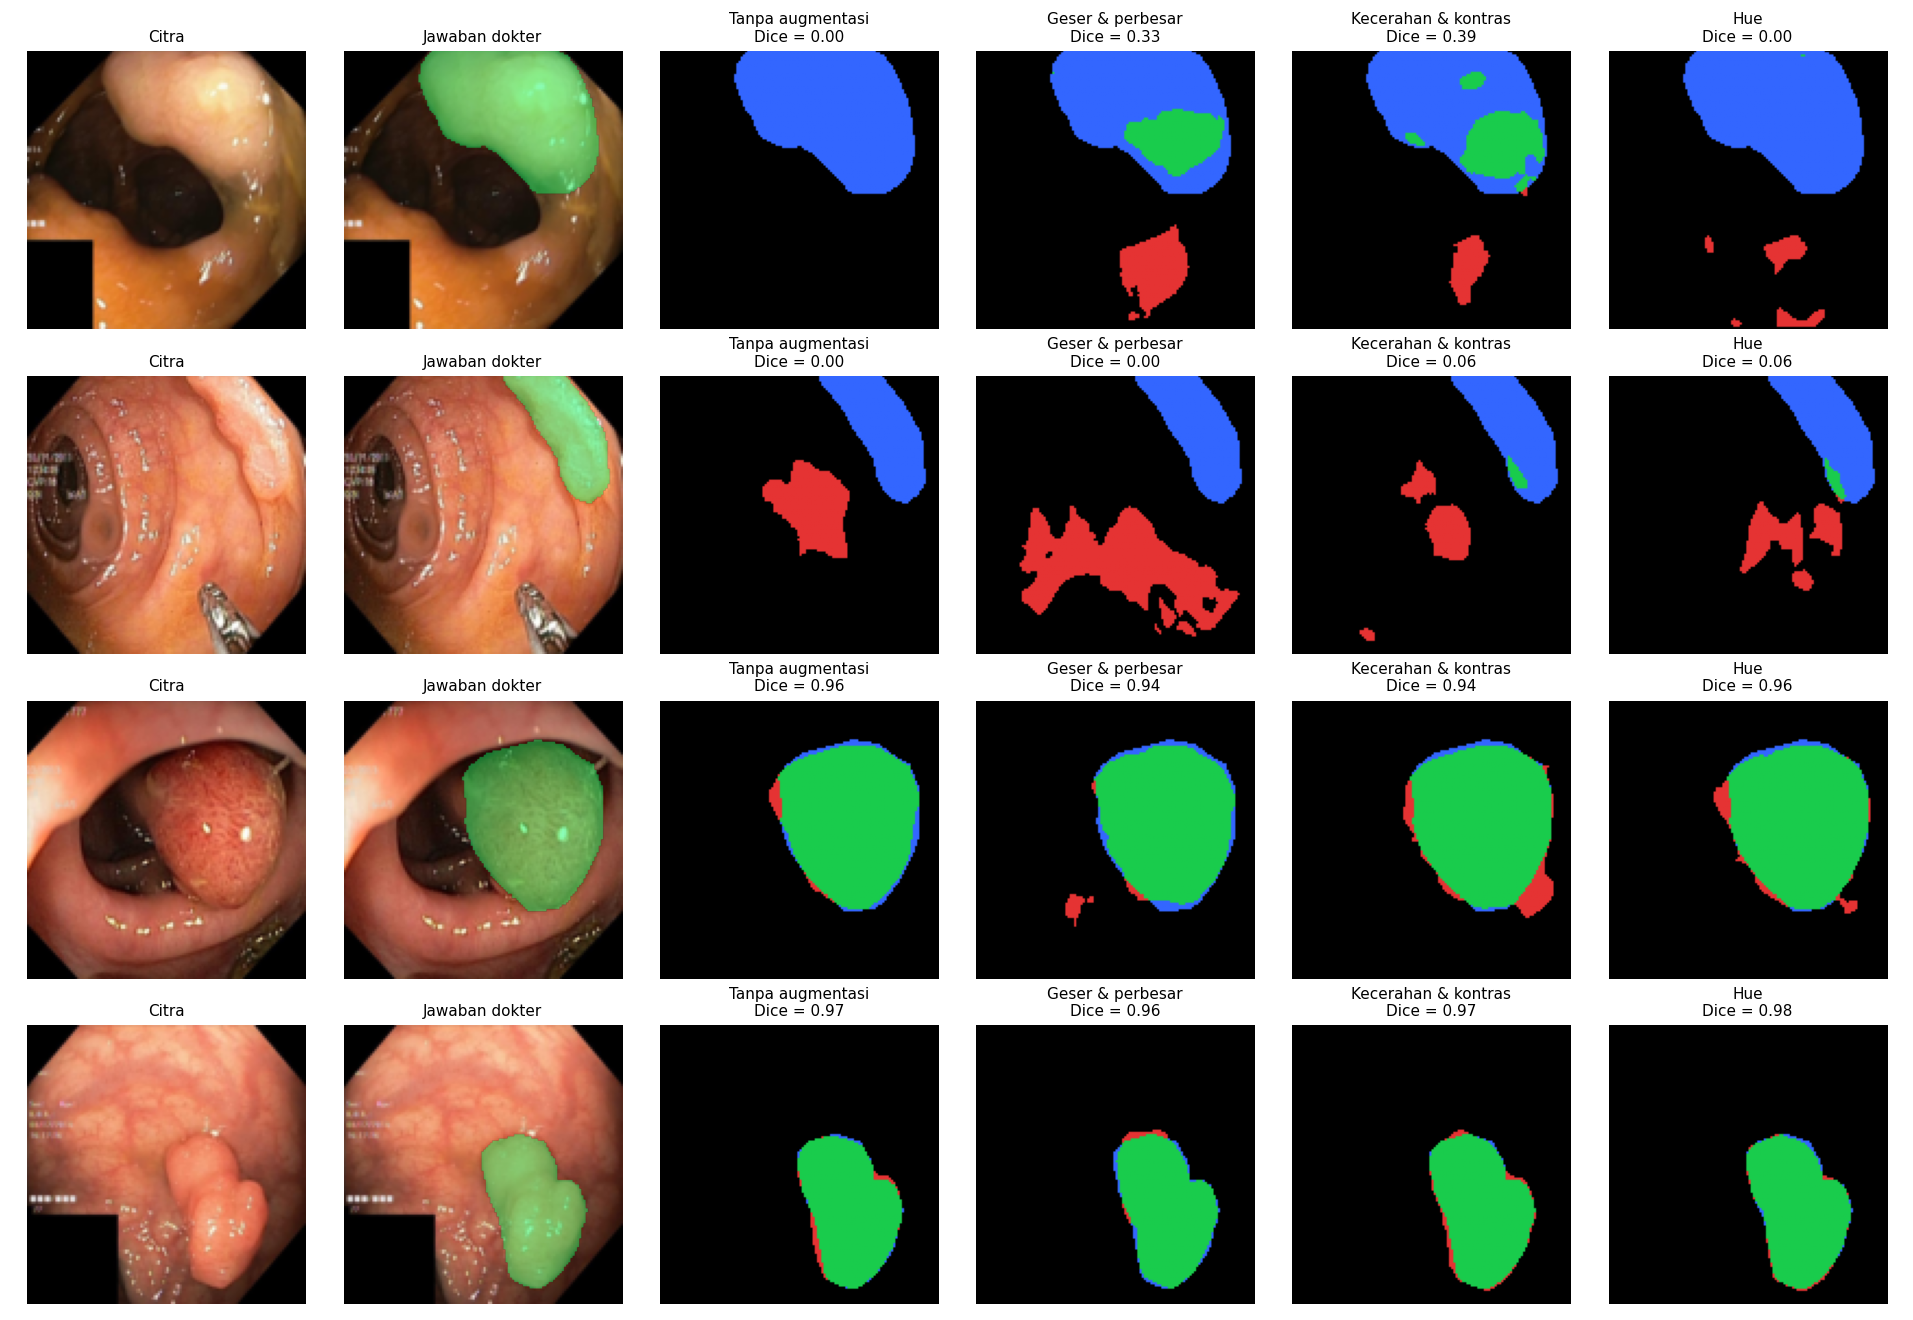 Citra
Jawaban dokter
Tanpa augmentasi
Dice = 0.00
Geser & perbesar
Dice = 0.33
Kecerahan & kontras
Dice = 0.39
Hue
Dice = 0.00
Citra
Jawaban dokter
Tanpa augmentasi
Dice = 0.00
Geser & perbesar
Dice = 0.00
Kecerahan & kontras
Dice = 0.06
Hue
Dice = 0.06
Citra
Jawaban dokter
Tanpa augmentasi
Dice = 0.96
Geser & perbesar
Dice = 0.94
Kecerahan & kontras
Dice = 0.94
Hue
Dice = 0.96
Citra
Jawaban dokter
Tanpa augmentasi
Dice = 0.97
Geser & perbesar
Dice = 0.96
Kecerahan & kontras
Dice = 0.97
Hue
Dice = 0.98